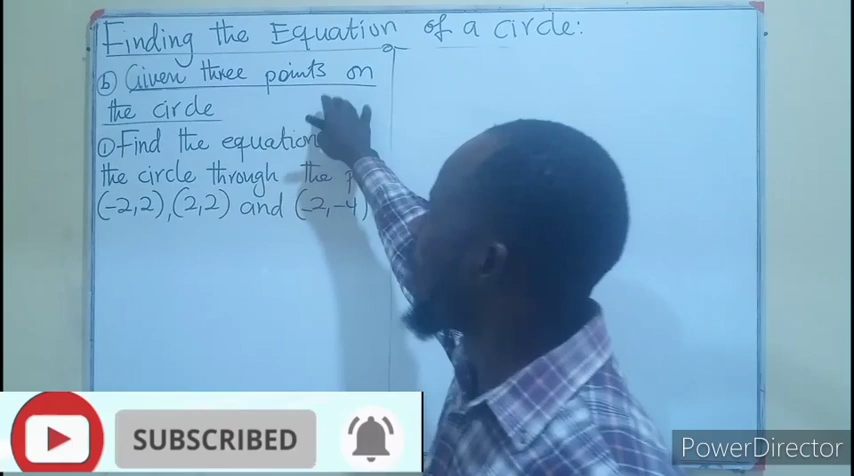 Finding the Equation of a circle:
(b) Given three points on
the circle
(1) Find the equation
the circle through the
(-2,2), (2,2) and (-2,-4)
SUBSCRIBED
PowerDirector